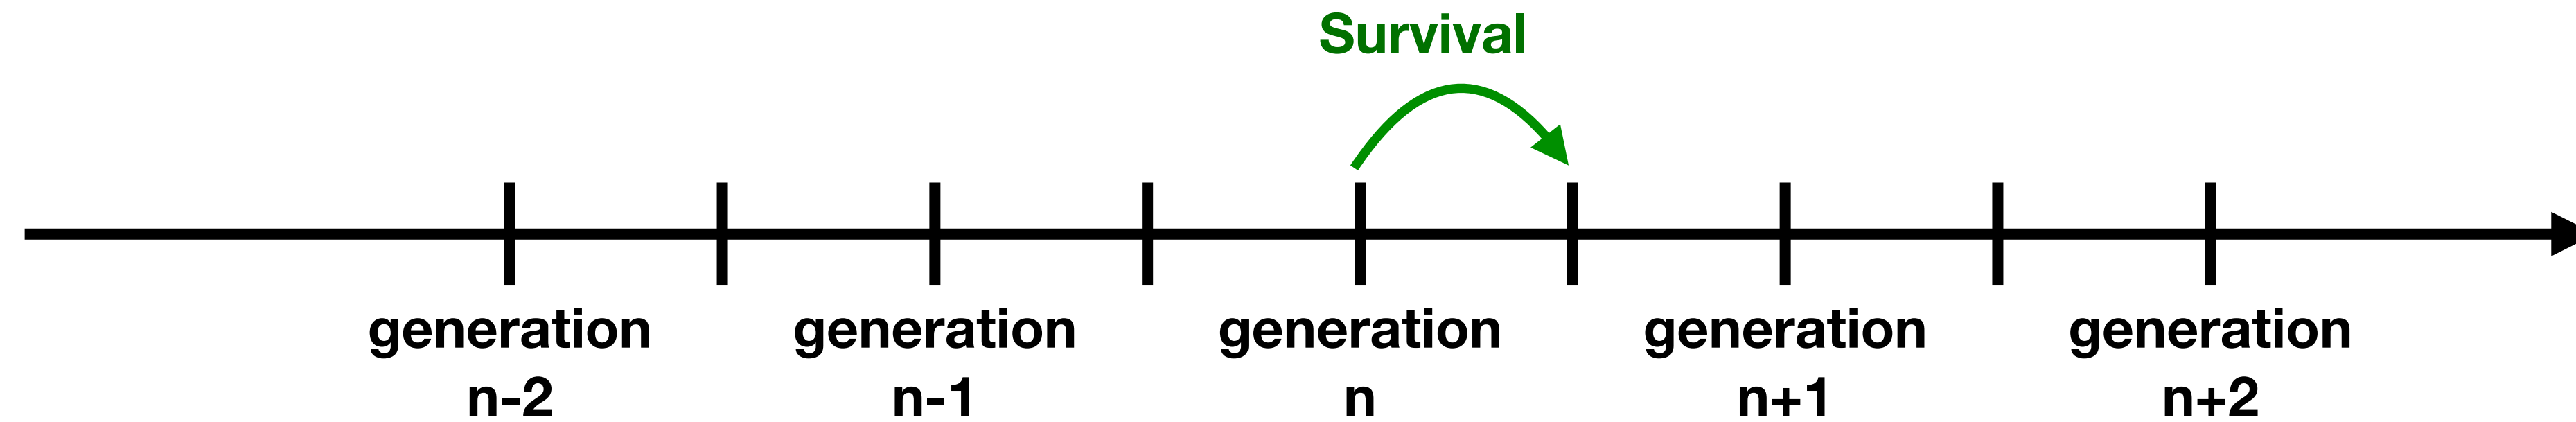 Survival
generation generation generation generation generation
n-2 n-1 n n+1 n+2